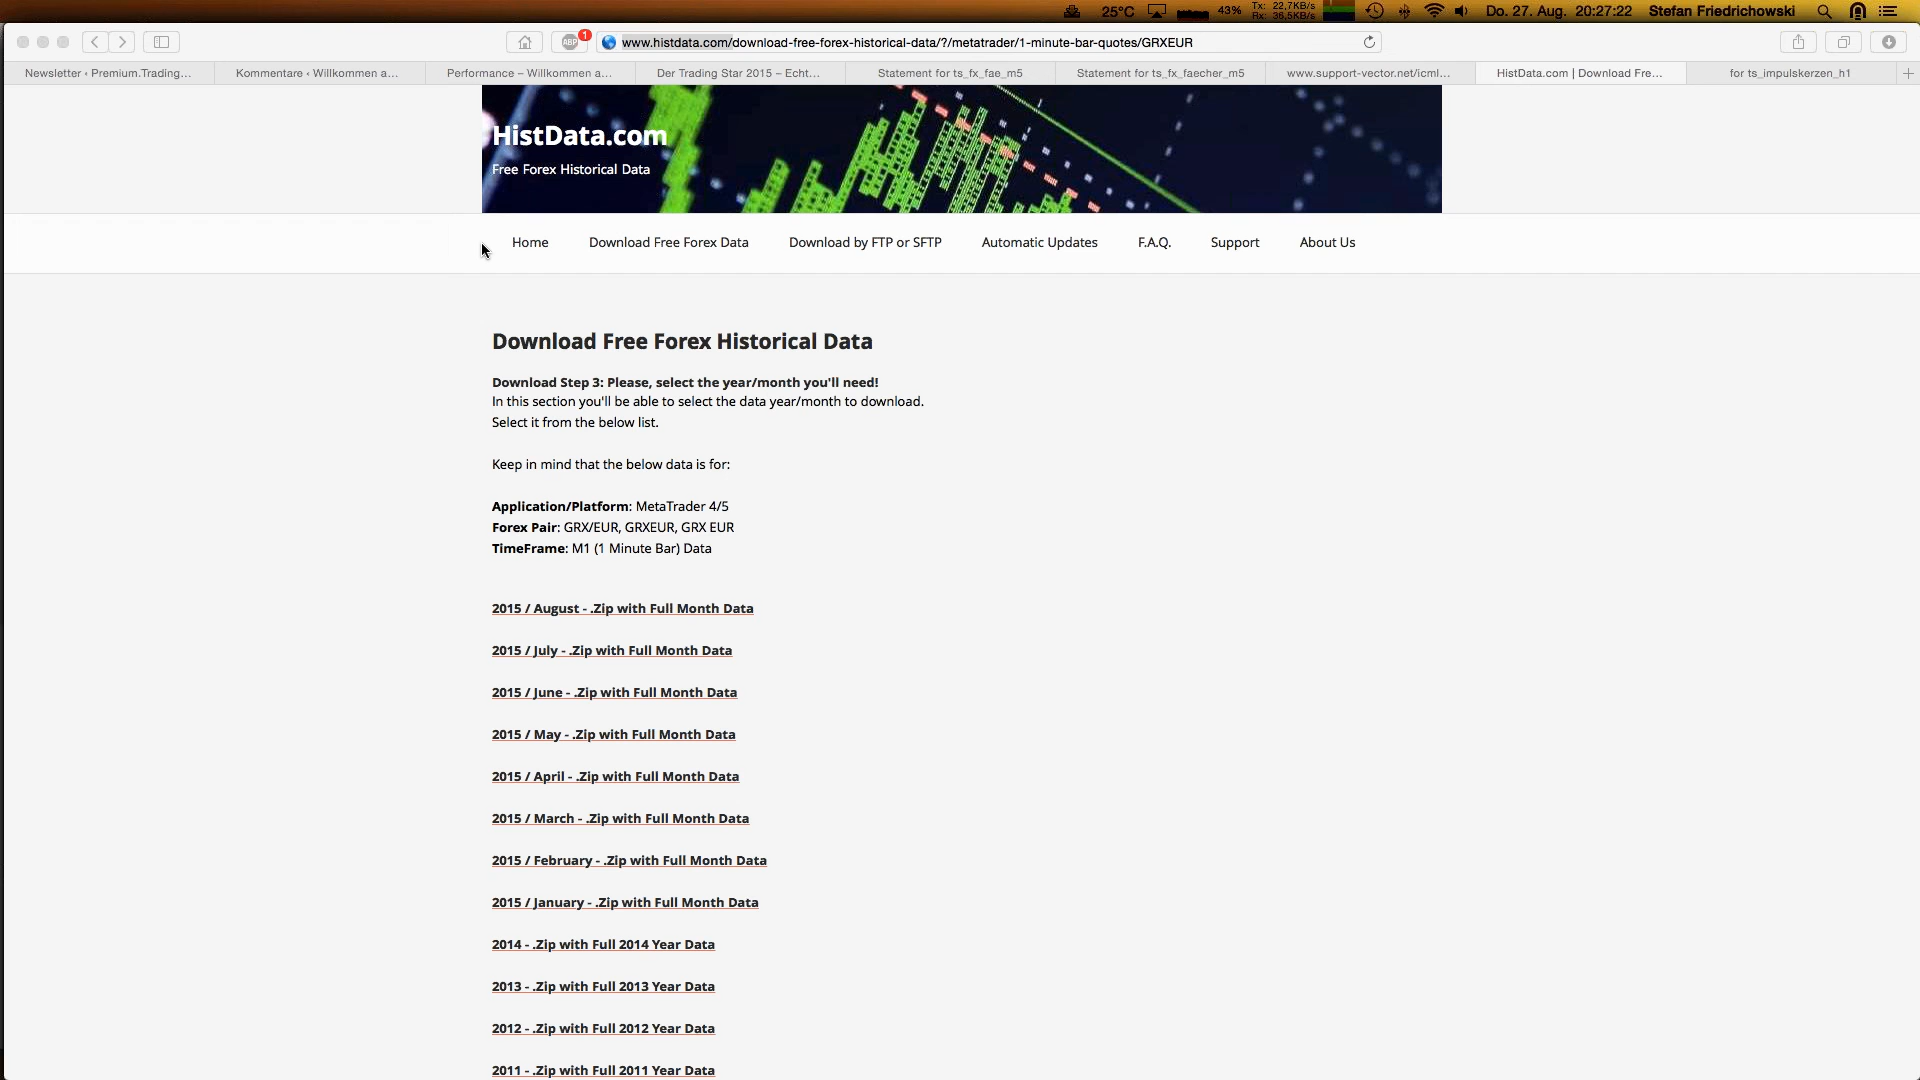 25°C
43%
Tx: 22,7KB/s
Rx: 36,5KB/s
Do. 27. Aug. 20:27:22
Stefan Friedrichowski
ABP
1
www.histdata.com/download-free-forex-historical-data/?/metatrader/1-minute-bar-quotes/GRXEUR
Newsletter ‹ Premium.Trading...
Kommentare ‹ Willkommen a...
Performance – Willkommen a...
Der Trading Star 2015 – Echt...
Statement for ts_fx_fae_m5
Statement for ts_fx_faecher_m5
www.support-vector.net/icml...
HistData.com | Download Fre...
for ts_impulskerzen_h1
HistData.com
Free Forex Historical Data
Home
Download Free Forex Data
Download by FTP or SFTP
Automatic Updates
F.A.Q.
Support
About Us
Download Free Forex Historical Data
Download Step 3: Please, select the year/month you'll need!
In this section you'll be able to select the data year/month to download.
Select it from the below list.
Keep in mind that the below data is for:
Application/Platform: MetaTrader 4/5
Forex Pair: GRX/EUR, GRXEUR, GRX EUR
TimeFrame: M1 (1 Minute Bar) Data
2015 / August - .Zip with Full Month Data
2015 / July - .Zip with Full Month Data
2015 / June - .Zip with Full Month Data
2015 / May - .Zip with Full Month Data
2015 / April - .Zip with Full Month Data
2015 / March - .Zip with Full Month Data
2015 / February - .Zip with Full Month Data
2015 / January - .Zip with Full Month Data
2014 - .Zip with Full 2014 Year Data
2013 - .Zip with Full 2013 Year Data
2012 - .Zip with Full 2012 Year Data
2011 - .Zip with Full 2011 Year Data